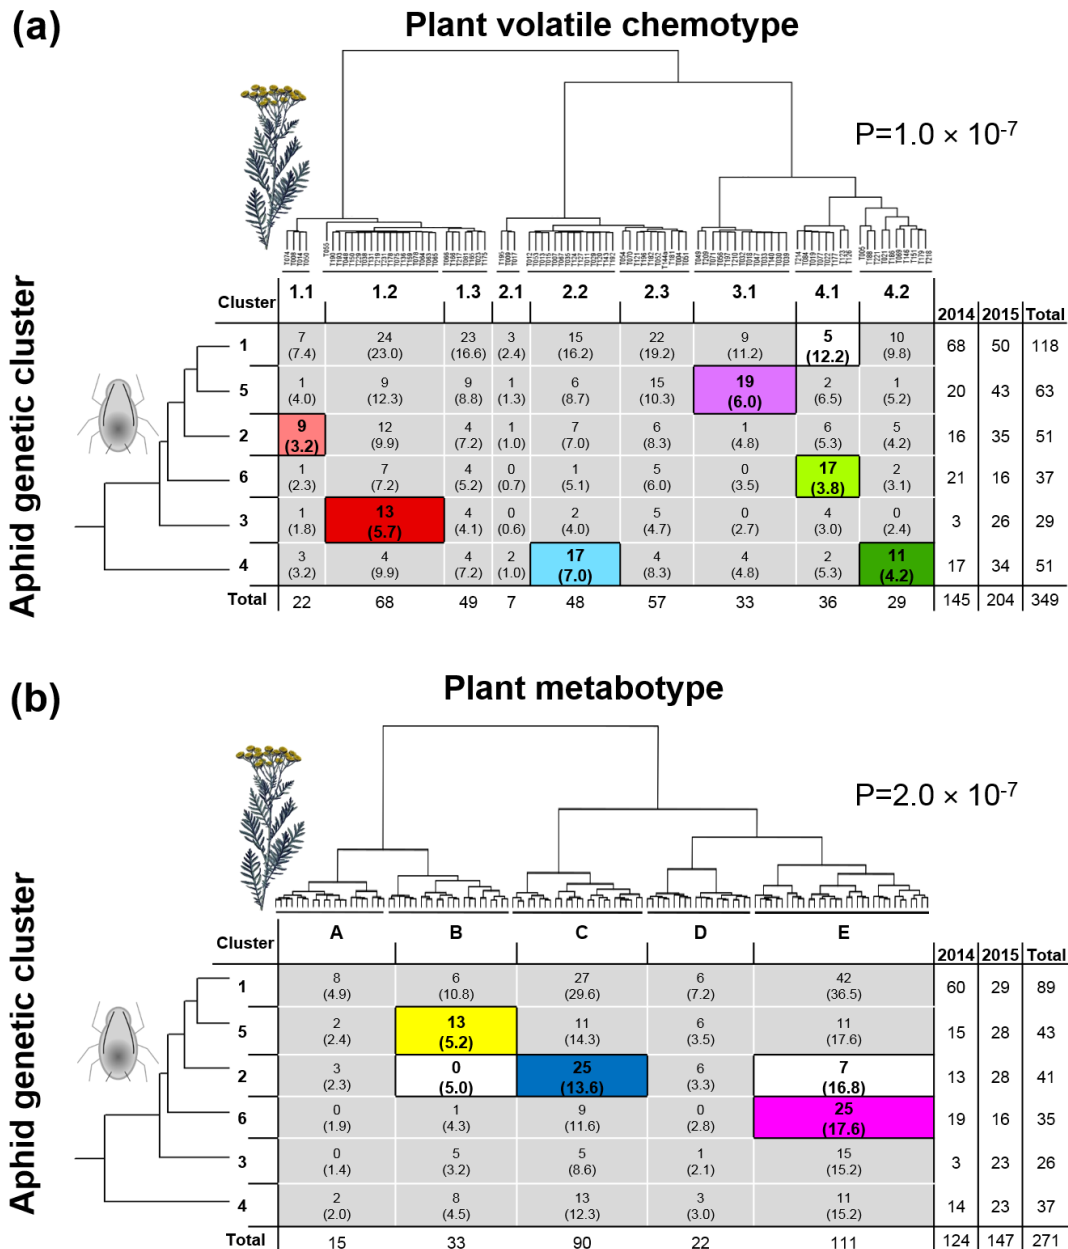 (a)
Plant volatile chemotype
P=1.0 × 10-7
Aphid genetic cluster
Cluster 1.1 1.2 1.3 2.1 2.2 2.3 3.1 4.1 4.2 2014 2015 Total
1 7 24 23 3 15 22 9 5 10 68 50 118
(7.4) (23.0) (16.6) (2.4) (16.2) (19.2) (11.2) (12.2) (9.8)
5 1 9 9 1 6 15 19 2 1 20 43 63
(4.0) (12.3) (8.8) (1.3) (8.7) (10.3) (6.0) (6.5) (5.2)
2 9 12 4 1 7 6 1 6 5 16 35 51
(3.2) (9.9) (7.2) (1.0) (7.0) (8.3) (4.8) (5.3) (4.2)
6 1 7 4 0 1 5 0 17 2 21 16 37
(2.3) (7.2) (5.2) (0.7) (5.1) (6.0) (3.5) (3.8) (3.1)
3 1 13 4 0 2 5 0 4 0 3 26 29
(1.8) (5.7) (4.1) (0.6) (4.0) (4.7) (2.7) (3.0) (2.4)
4 3 4 4 2 17 4 4 2 11 17 34 51
(3.2) (9.9) (7.2) (1.0) (7.0) (8.3) (4.8) (5.3) (4.2)
Total 22 68 49 7 48 57 33 36 29 145 204 349
(b)
Plant metabotype
P=2.0 × 10-7
Aphid genetic cluster
Cluster A B C D E 2014 2015 Total
1 8 6 27 6 42 60 29 89
(4.9) (10.8) (29.6) (7.2) (36.5)
5 2 13 11 6 11 15 28 43
(2.4) (5.2) (14.3) (3.5) (17.6)
2 3 0 25 6 7 13 28 41
(2.3) (5.0) (13.6) (3.3) (16.8)
6 0 1 9 0 25 19 16 35
(1.9) (4.3) (11.6) (2.8) (17.6)
3 0 5 5 1 15 3 23 26
(1.4) (3.2) (8.6) (2.1) (15.2)
4 2 8 13 3 11 14 23 37
(2.0) (4.5) (12.3) (3.0) (15.2)
Total 15 33 90 22 111 124 147 271